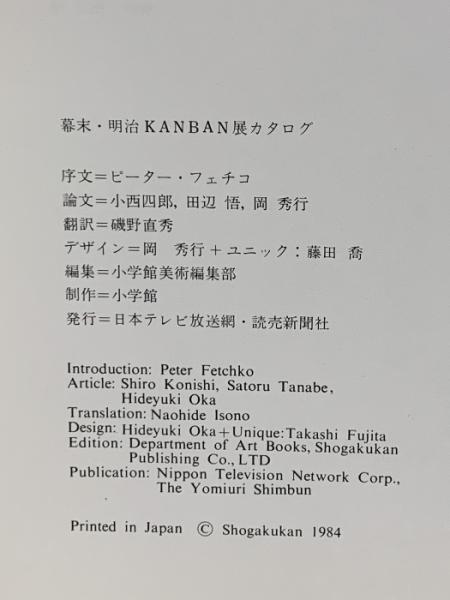 幕末・明治KANBAN展カタログ
序文=ピーター・フェチコ
論文=小西四郎, 田辺 悟, 岡 秀行
翻訳=磯野直秀
デザイン=岡 秀行+ユニック: 藤田 喬
編集=小学館美術編集部
制作=小学館
発行=日本テレビ放送網・読売新聞社
Introduction: Peter Fetchko
Article: Shiro Konishi, Satoru Tanabe,
Hideyuki Oka
Translation: Naohide Isono
Design: Hideyuki Oka+Unique:Takashi Fujita
Edition: Department of Art Books, Shogakukan
Publishing Co., LTD
Publication: Nippon Television Network Corp.,
The Yomiuri Shimbun
Printed in Japan © Shogakukan 1984